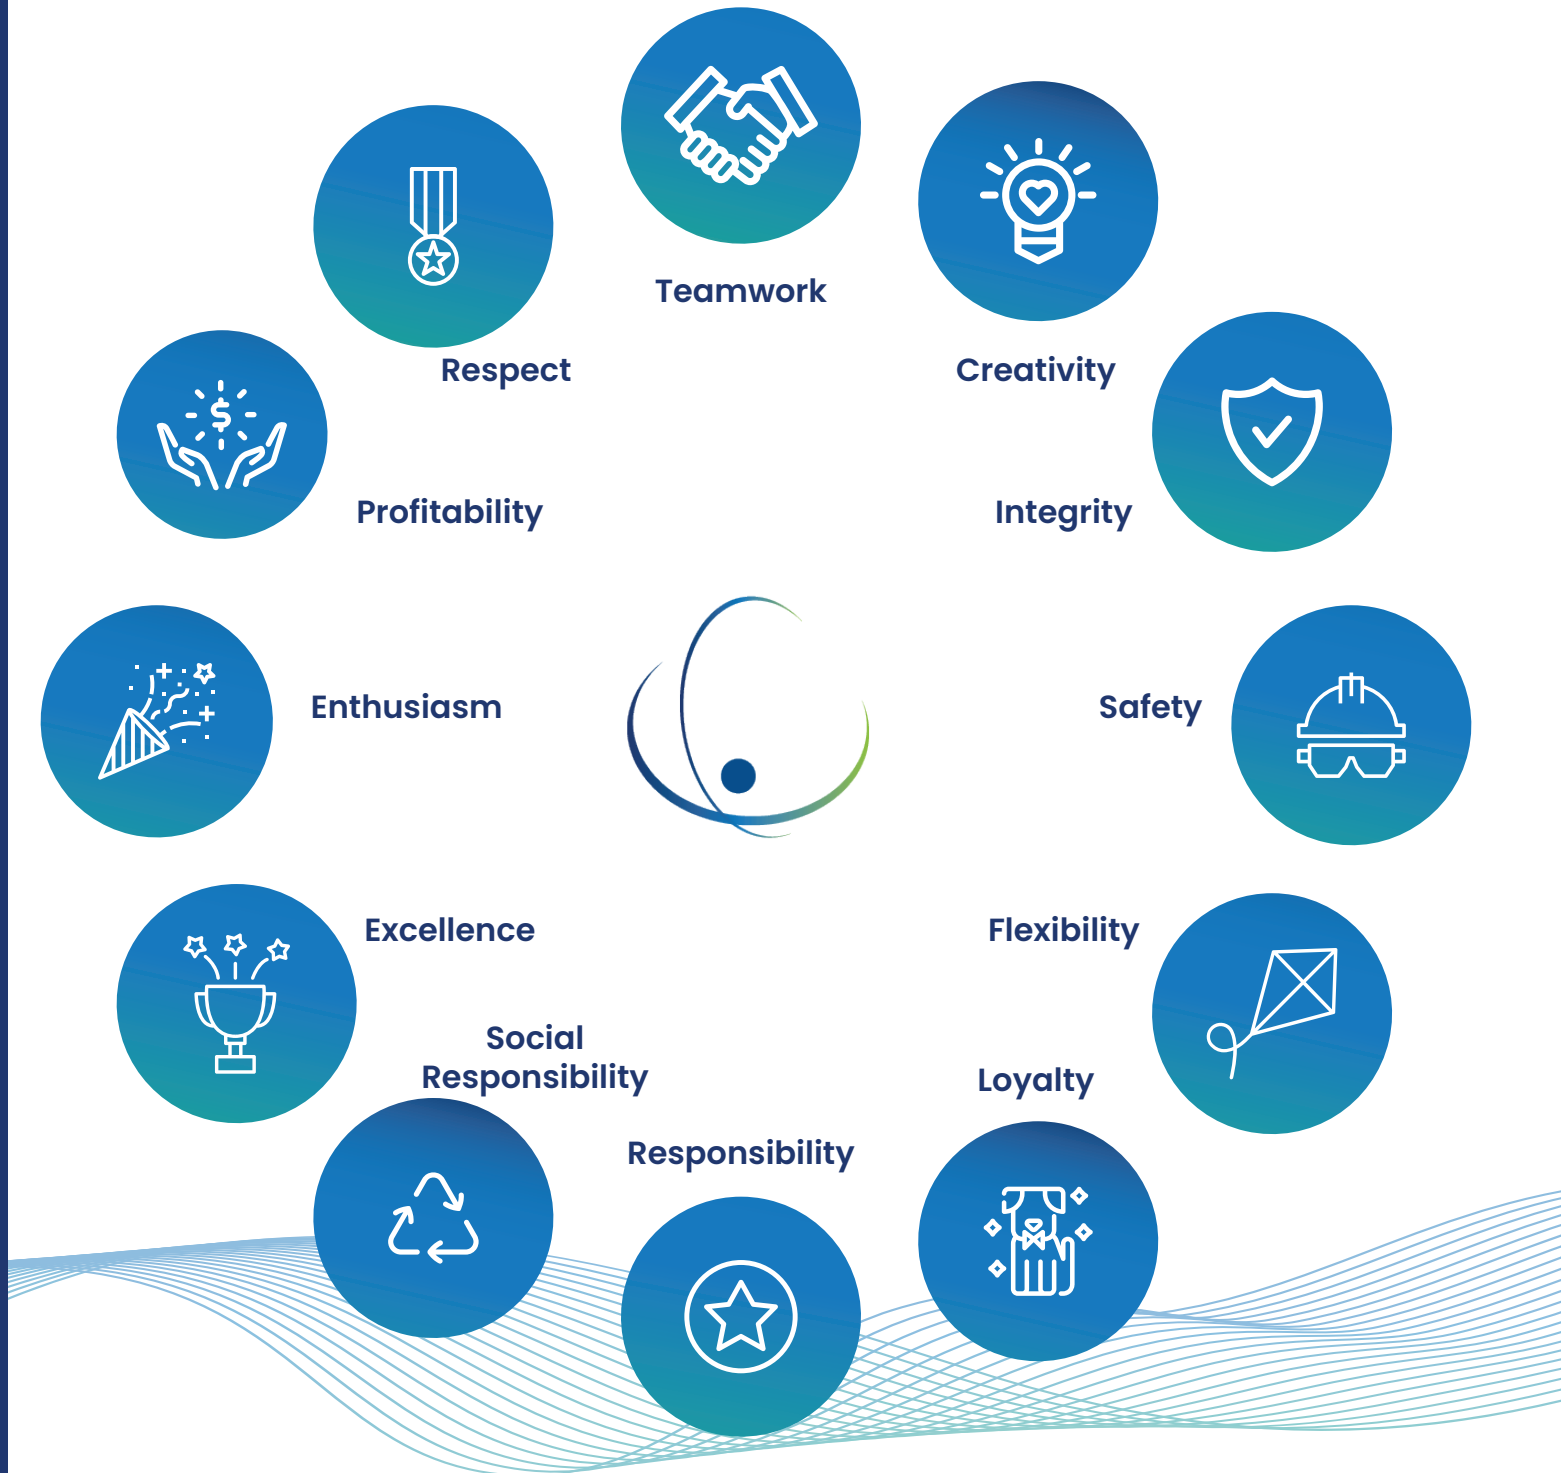 Teamwork
Creativity
Integrity
Safety
Flexibility
Loyalty
Responsibility
Social
Responsibility
Excellence
Enthusiasm
Profitability
Respect